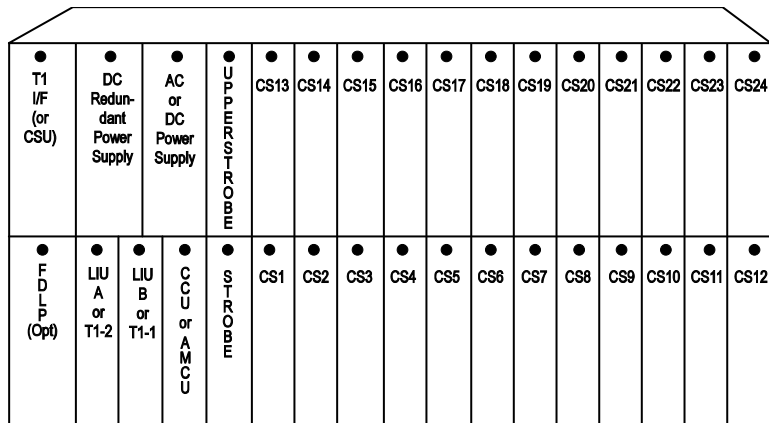 T1
I/F
(or
CSU)
DC
Redun-
dant
Power
Supply
AC
or
DC
Power
Supply
UPPERSTROBE
CS13
CS14
CS15
CS16
CS17
CS18
CS19
CS20
CS21
CS22
CS23
CS24
FDLP
(Opt)
LIU
A
or
T1-2
LIU
B
or
T1-1
CCU or AMCU
STROBE
CS1
CS2
CS3
CS4
CS5
CS6
CS7
CS8
CS9
CS10
CS11
CS12